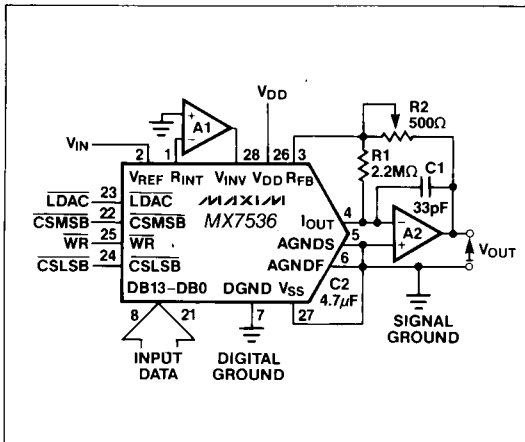 A1
VDD
R2
500Ω
VIN
2 1 28 26 3
R1
2.2MΩ
C1
33pF
VREF RINT VINV VDD RFB
MAXIM
MX7536
LDAC 23 LDAC
CSMSB 22 CSMSB
WR 25 WR
CSLSB 24 CSLSB
IOUT 4
AGNDS 5
AGNDF 6
A2
VOUT
DB13–DB0 DGND VSS
C2
4.7µF
8 21 7 27
INPUT
DATA
DIGITAL
GROUND
SIGNAL
GROUND
+
−
−
+